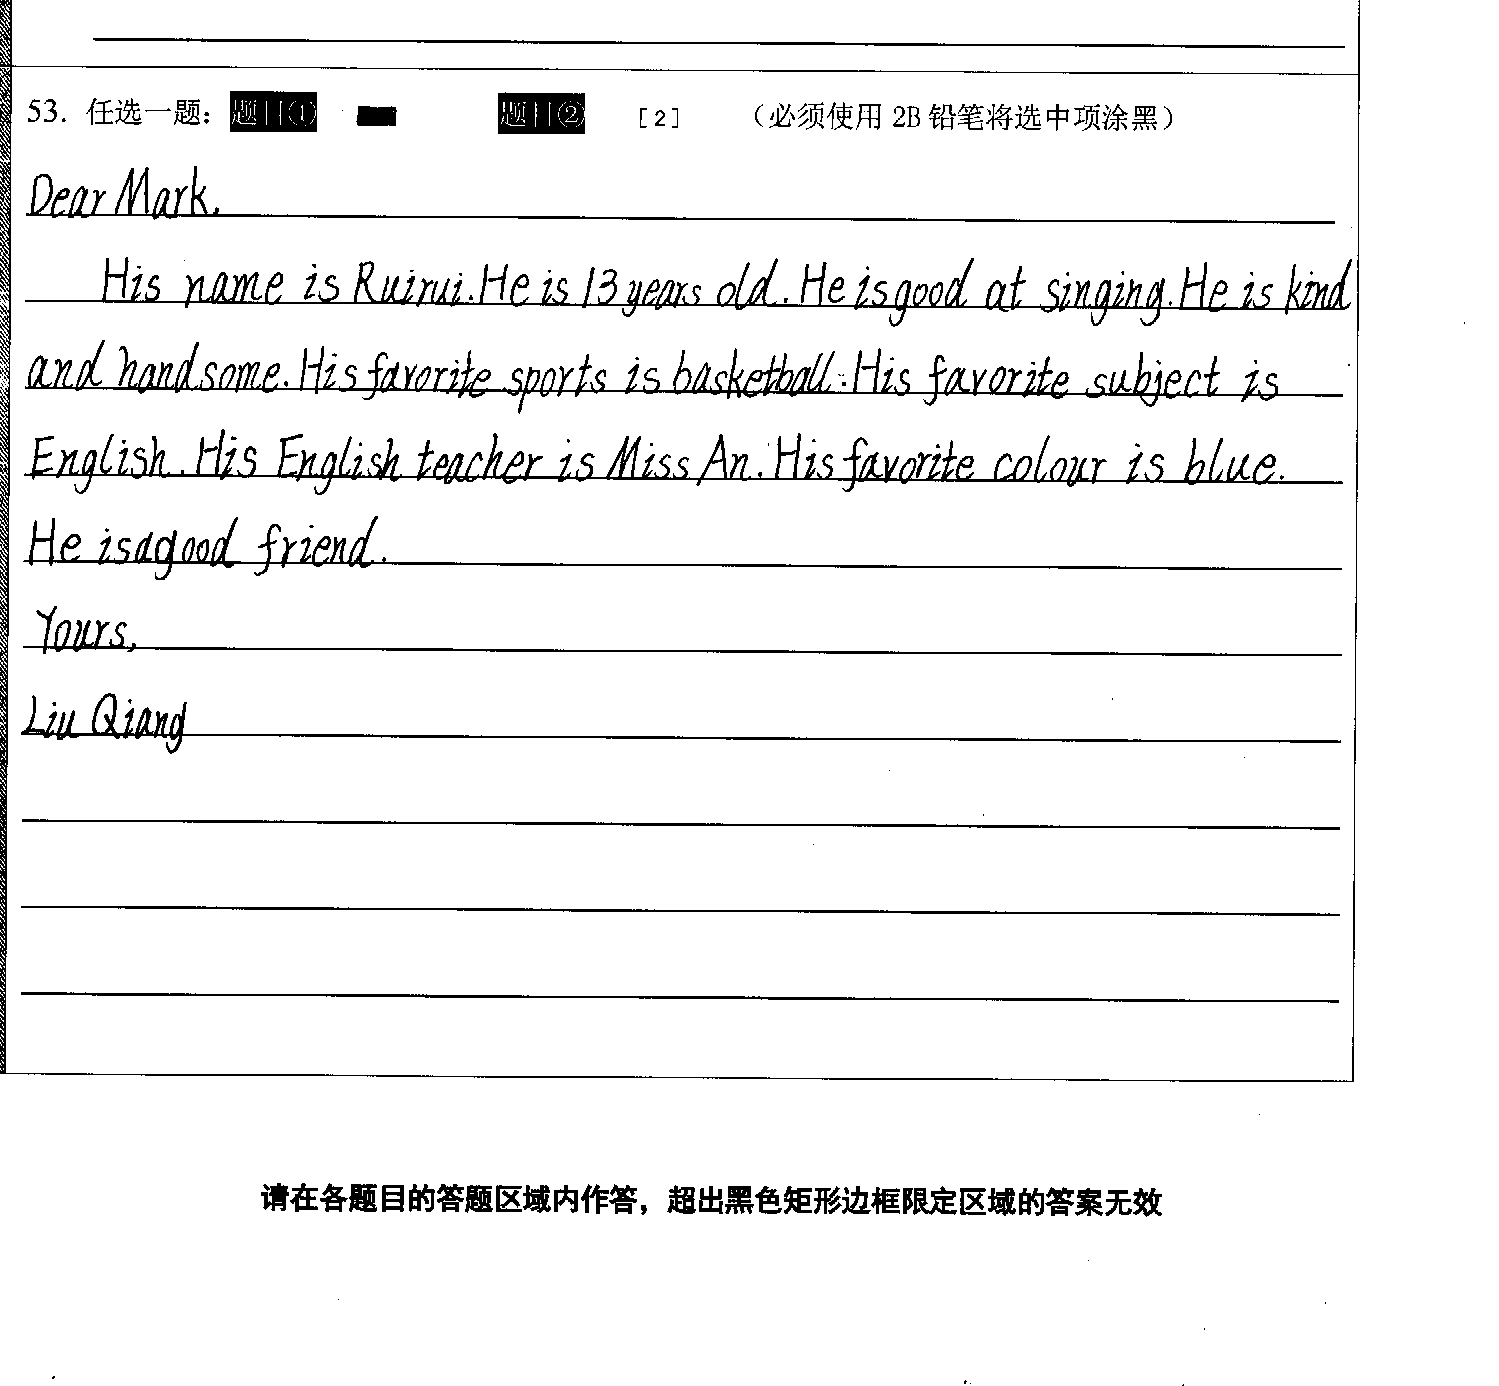 53. 任选一题： 题目① 题目② [2] （必须使用 2B 铅笔将选中项涂黑）
Dear Mark,
His name is Ruirui. He is 13 years old. He is good at singing. He is kind
and handsome. His favorite sports is basketball. His favorite subject is
English. His English teacher is Miss An. His favorite colour is blue.
He is a good friend.
Yours,
Liu Qiang
请在各题目的答题区域内作答，超出黑色矩形边框限定区域的答案无效